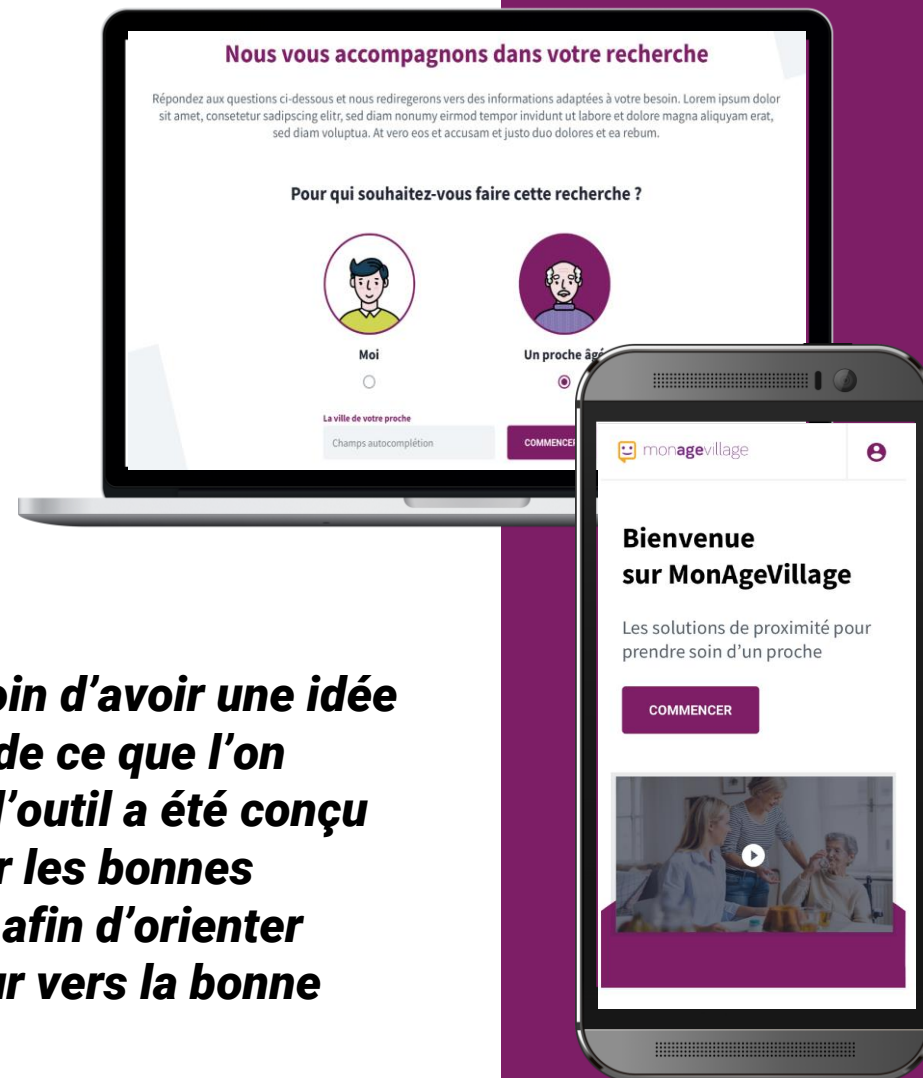 Nous vous accompagnons dans votre recherche
Répondez aux questions ci-dessous et nous rediregerons vers des informations adaptées à votre besoin. Lorem ipsum dolor
sit amet, consetetur sadipscing elitr, sed diam nonumy eirmod tempor invidunt ut labore et dolore magna aliquyam erat,
sed diam voluptua. At vero eos et accusam et justo duo dolores et ea rebum.
Pour qui souhaitez-vous faire cette recherche ?
Moi
Un proche âgé
La ville de votre proche
Champs autocomplétion
COMMENCER
monagevillage
Bienvenue
sur MonAgeVillage
Les solutions de proximité pour
prendre soin d’un proche
COMMENCER
oin d’avoir une idée
de ce que l’on
l’outil a été conçu
r les bonnes
afin d’orienter
ur vers la bonne